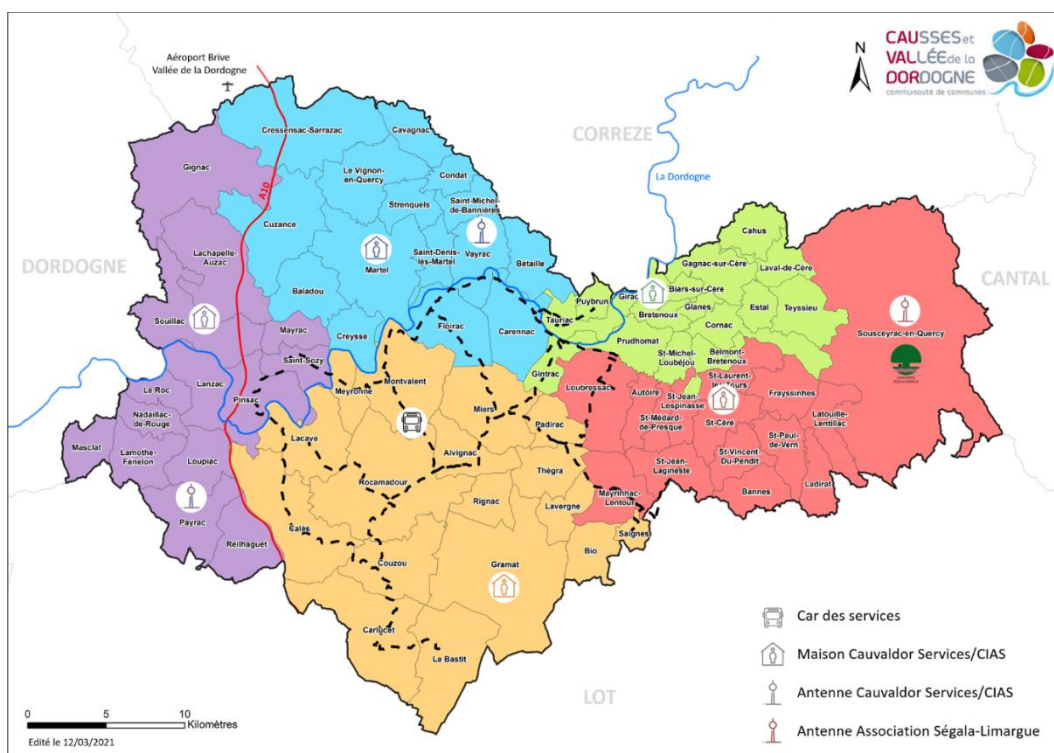 Aéroport Brive
Vallée de la Dordogne
N
CAUSSES et
VALLÉE de la
DORDOGNE
communauté de communes
CORREZE
La Dordogne
A10
Cressensac-Sarrazac
Cavagnac
Gignac
Le Vignon-
en-Quercy
Condat
Strenquels
Saint-Michel-
de-Bannières
Cuzance
Lachapelle-
Auzac
Martel
Saint-Denis-
lès-Martel
Vayrac
Bétaille
Cahus
Gagnac-sur-Cère
Laval-de-Cère
DORDOGNE
CANTAL
Baladou
Puybrun
Girac
Biars-sur-Cère
Bretenoux
Glanes
Estal
Teyssieu
Souillac
Mayrac
Creysse
Floirac
Carennac
Tauriac
Cornac
Sousceyrac-en-Quercy
Prudhomat
St-Michel-
Loubéjou
Belmont-
Bretenoux
Saint-Sozy
Gintrac
St-Laurent-
les-Tours
Le Roc
Lanzac
Pinsac
Meyronne
Montvalent
Loubressac
Autoire
St-Jean-
Lespinasse
Frayssinhes
Nadaillac-
de-Rouge
Miers
St-Médard-
de-Presque
St-Céré
Latouille-
Lentillac
Masclat
Lamothe-
Fénelon
Loupiac
Lacave
Alvignac
Padirac
St-Paul-
de-Vern
St-Vincent-
Du-Pendit
St-Jean-
Lagineste
Thégra
Rocamadour
Rignac
Mayrinhac-
Lentour
Bannes
Ladirat
Payrac
Lavergne
Calès
Saignes
Reilhaguet
Couzou
Gramat
Bio
Carlucet
Le Bastit
LOT
Car des services
Maison Cauvaldor Services/CIAS
Antenne Cauvaldor Services/CIAS
Antenne Association Ségala-Limargue
0 5 10
Kilomètres
Edité le 12/03/2021